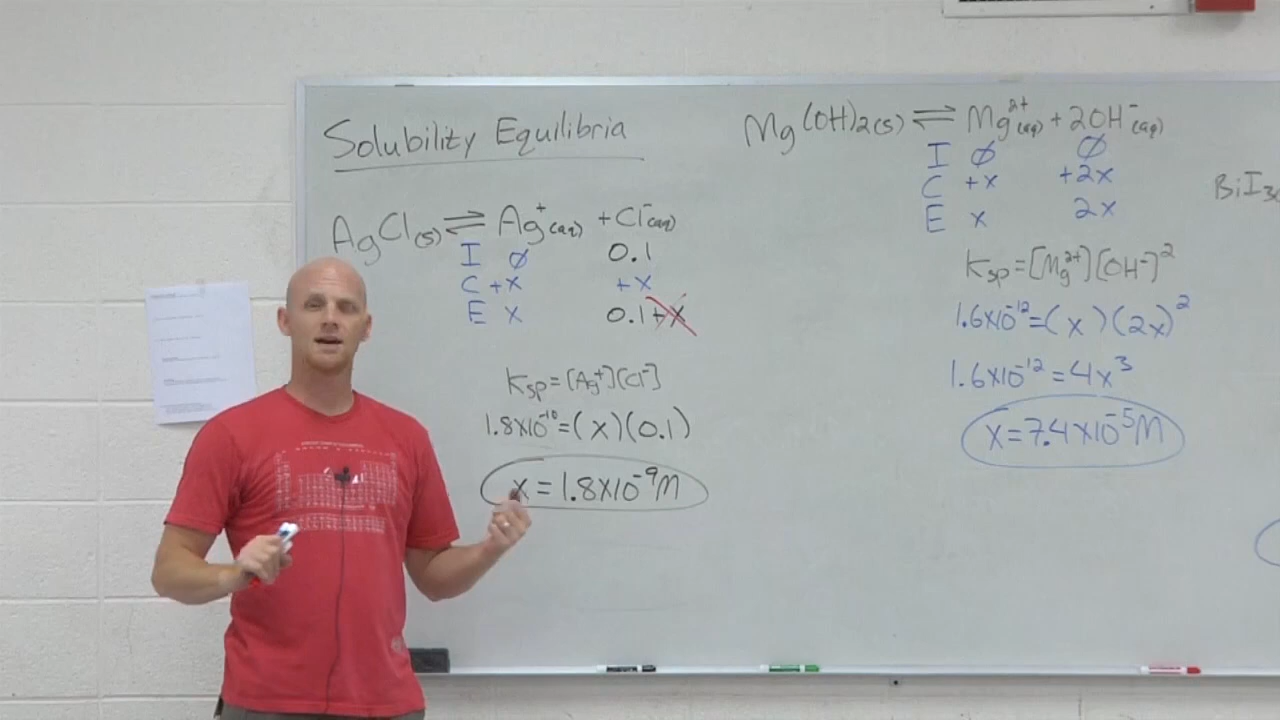 Solubility Equilibria
AgCl(s) ⇌ Ag⁺(aq) + Cl⁻(aq)
I ∅ 0.1
C +x +x
E x 0.1+x
Ksp=[Ag⁺][Cl⁻]
1.8x10⁻¹⁰=(x)(0.1)
x=1.8x10⁻⁹M
Mg(OH)2(s) ⇌ Mg²⁺(aq) + 2OH⁻(aq)
I ∅ ∅
C +x +2x
E x 2x
Ksp=[Mg²⁺][OH⁻]²
1.6x10⁻¹²=(x)(2x)²
1.6x10⁻¹²=4x³
x=7.4x10⁻⁵M
BiI3